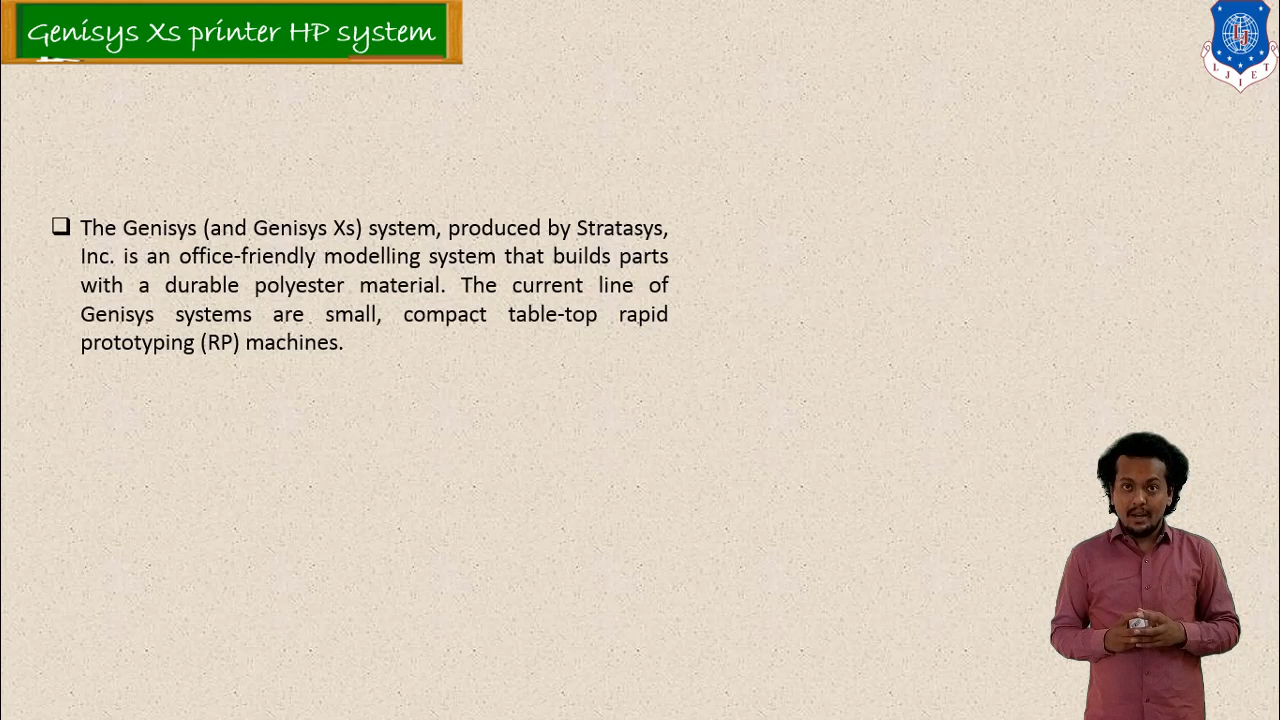 Genisys Xs printer HP system
L J I E T
The Genisys (and Genisys Xs) system, produced by Stratasys,
Inc. is an office-friendly modelling system that builds parts
with a durable polyester material. The current line of
Genisys systems are small, compact table-top rapid
prototyping (RP) machines.